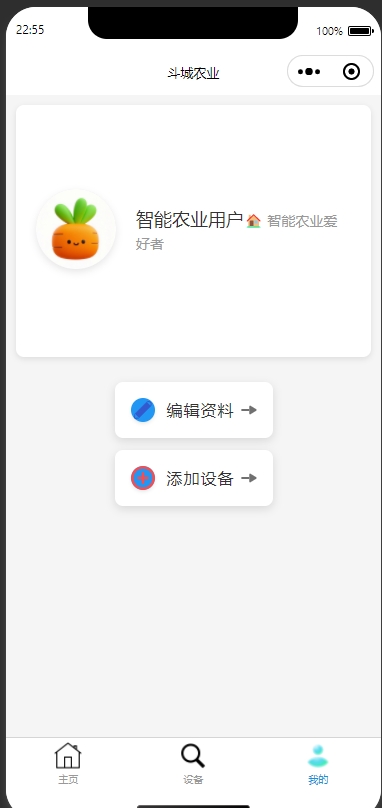 22:55
100%
斗城农业
智能农业用户 智能农业爱
好者
编辑资料
添加设备
主页
设备
我的